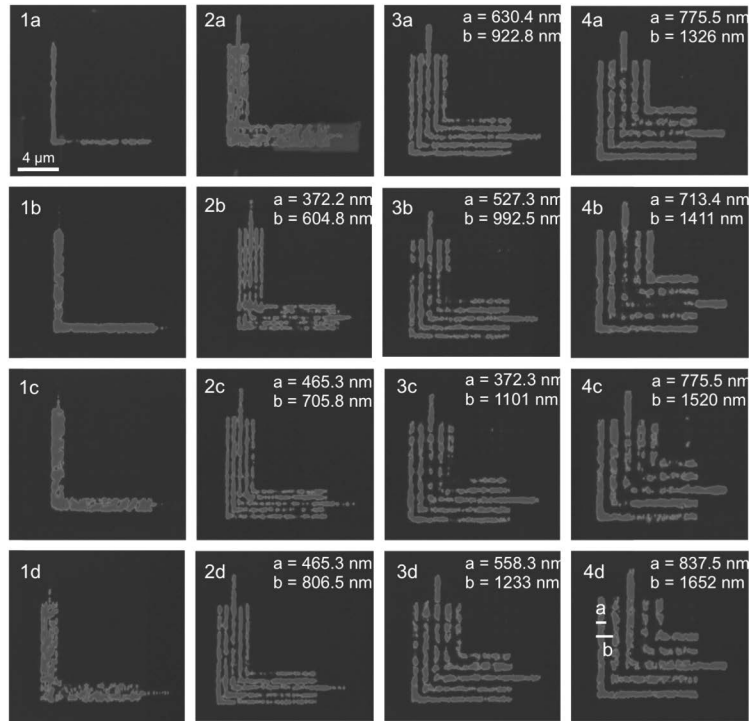 1a
4 µm
2a
3a
a = 630.4 nm
b = 922.8 nm
4a
a = 775.5 nm
b = 1326 nm
1b
2b
a = 372.2 nm
b = 604.8 nm
3b
a = 527.3 nm
b = 992.5 nm
4b
a = 713.4 nm
b = 1411 nm
1c
2c
a = 465.3 nm
b = 705.8 nm
3c
a = 372.3 nm
b = 1101 nm
4c
a = 775.5 nm
b = 1520 nm
1d
2d
a = 465.3 nm
b = 806.5 nm
3d
a = 558.3 nm
b = 1233 nm
4d
a = 837.5 nm
b = 1652 nm
a
b